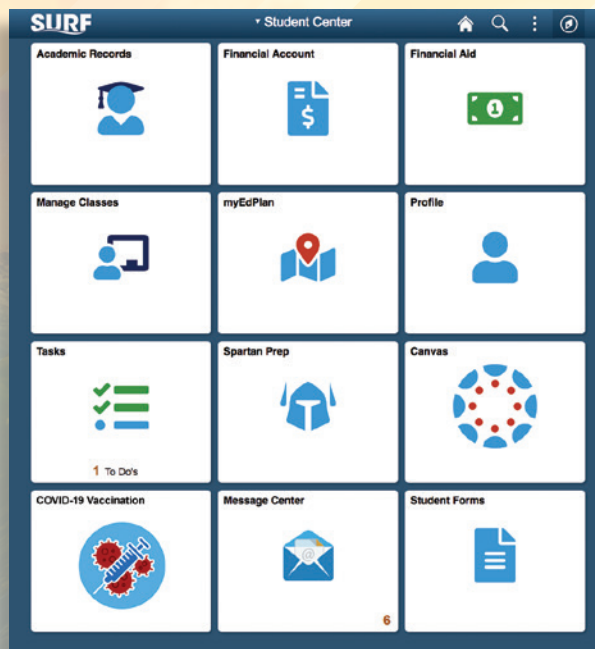 SURF
Student Center
Academic Records
Financial Account
Financial Aid
$
1
Manage Classes
myEdPlan
Profile
Tasks
Spartan Prep
Canvas
1 To Do's
COVID-19 Vaccination
Message Center
Student Forms
@
6